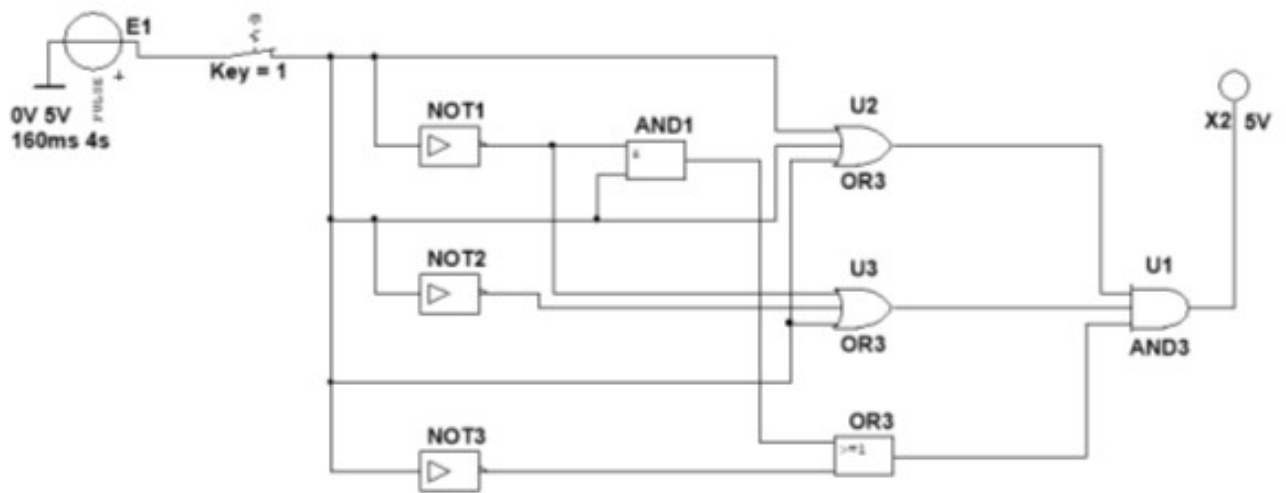 E1
PULSE
+
Key = 1
0V 5V
160ms 4s
NOT1
AND1
&
U2
OR3
X2 5V
NOT2
U3
OR3
U1
AND3
NOT3
OR3
>=1